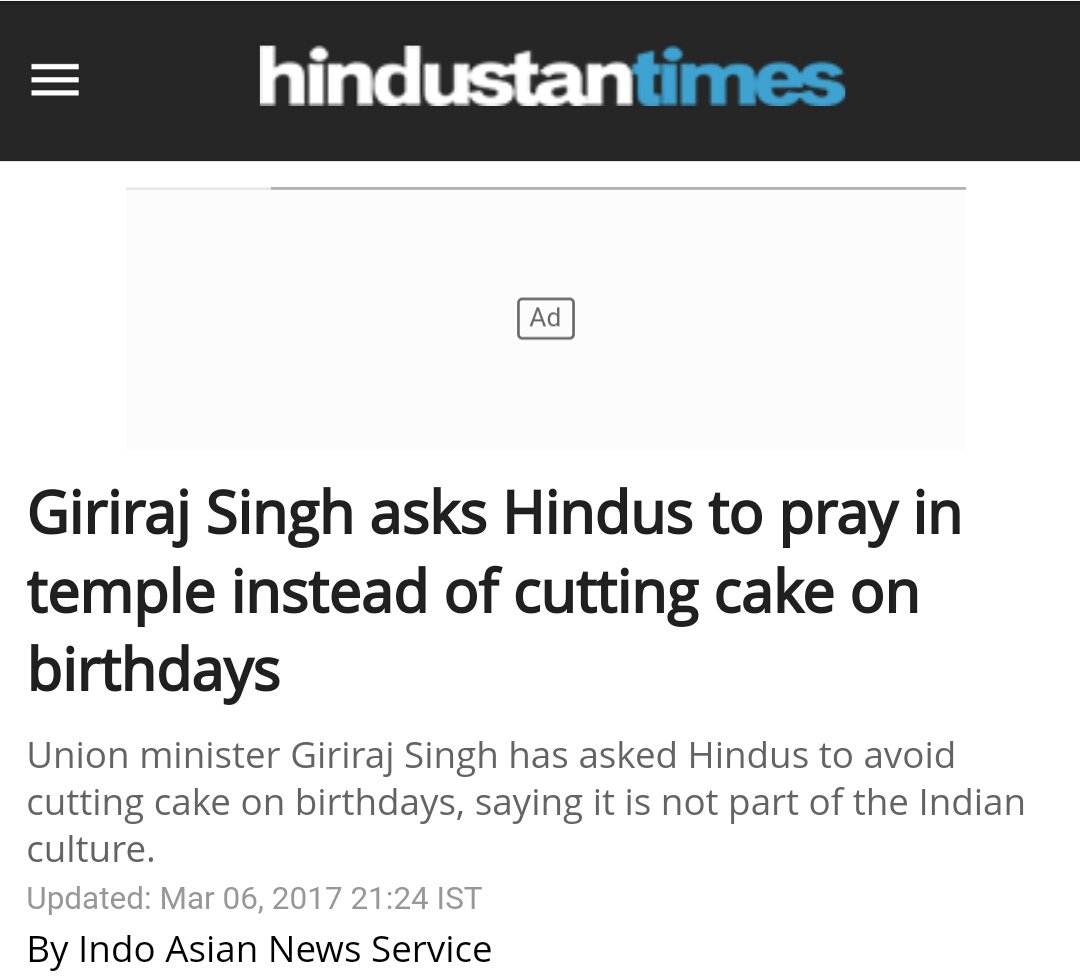 hindustantimes
Ad
Giriraj Singh asks Hindus to pray in
temple instead of cutting cake on
birthdays
Union minister Giriraj Singh has asked Hindus to avoid
cutting cake on birthdays, saying it is not part of the Indian
culture.
Updated: Mar 06, 2017 21:24 IST
By Indo Asian News Service